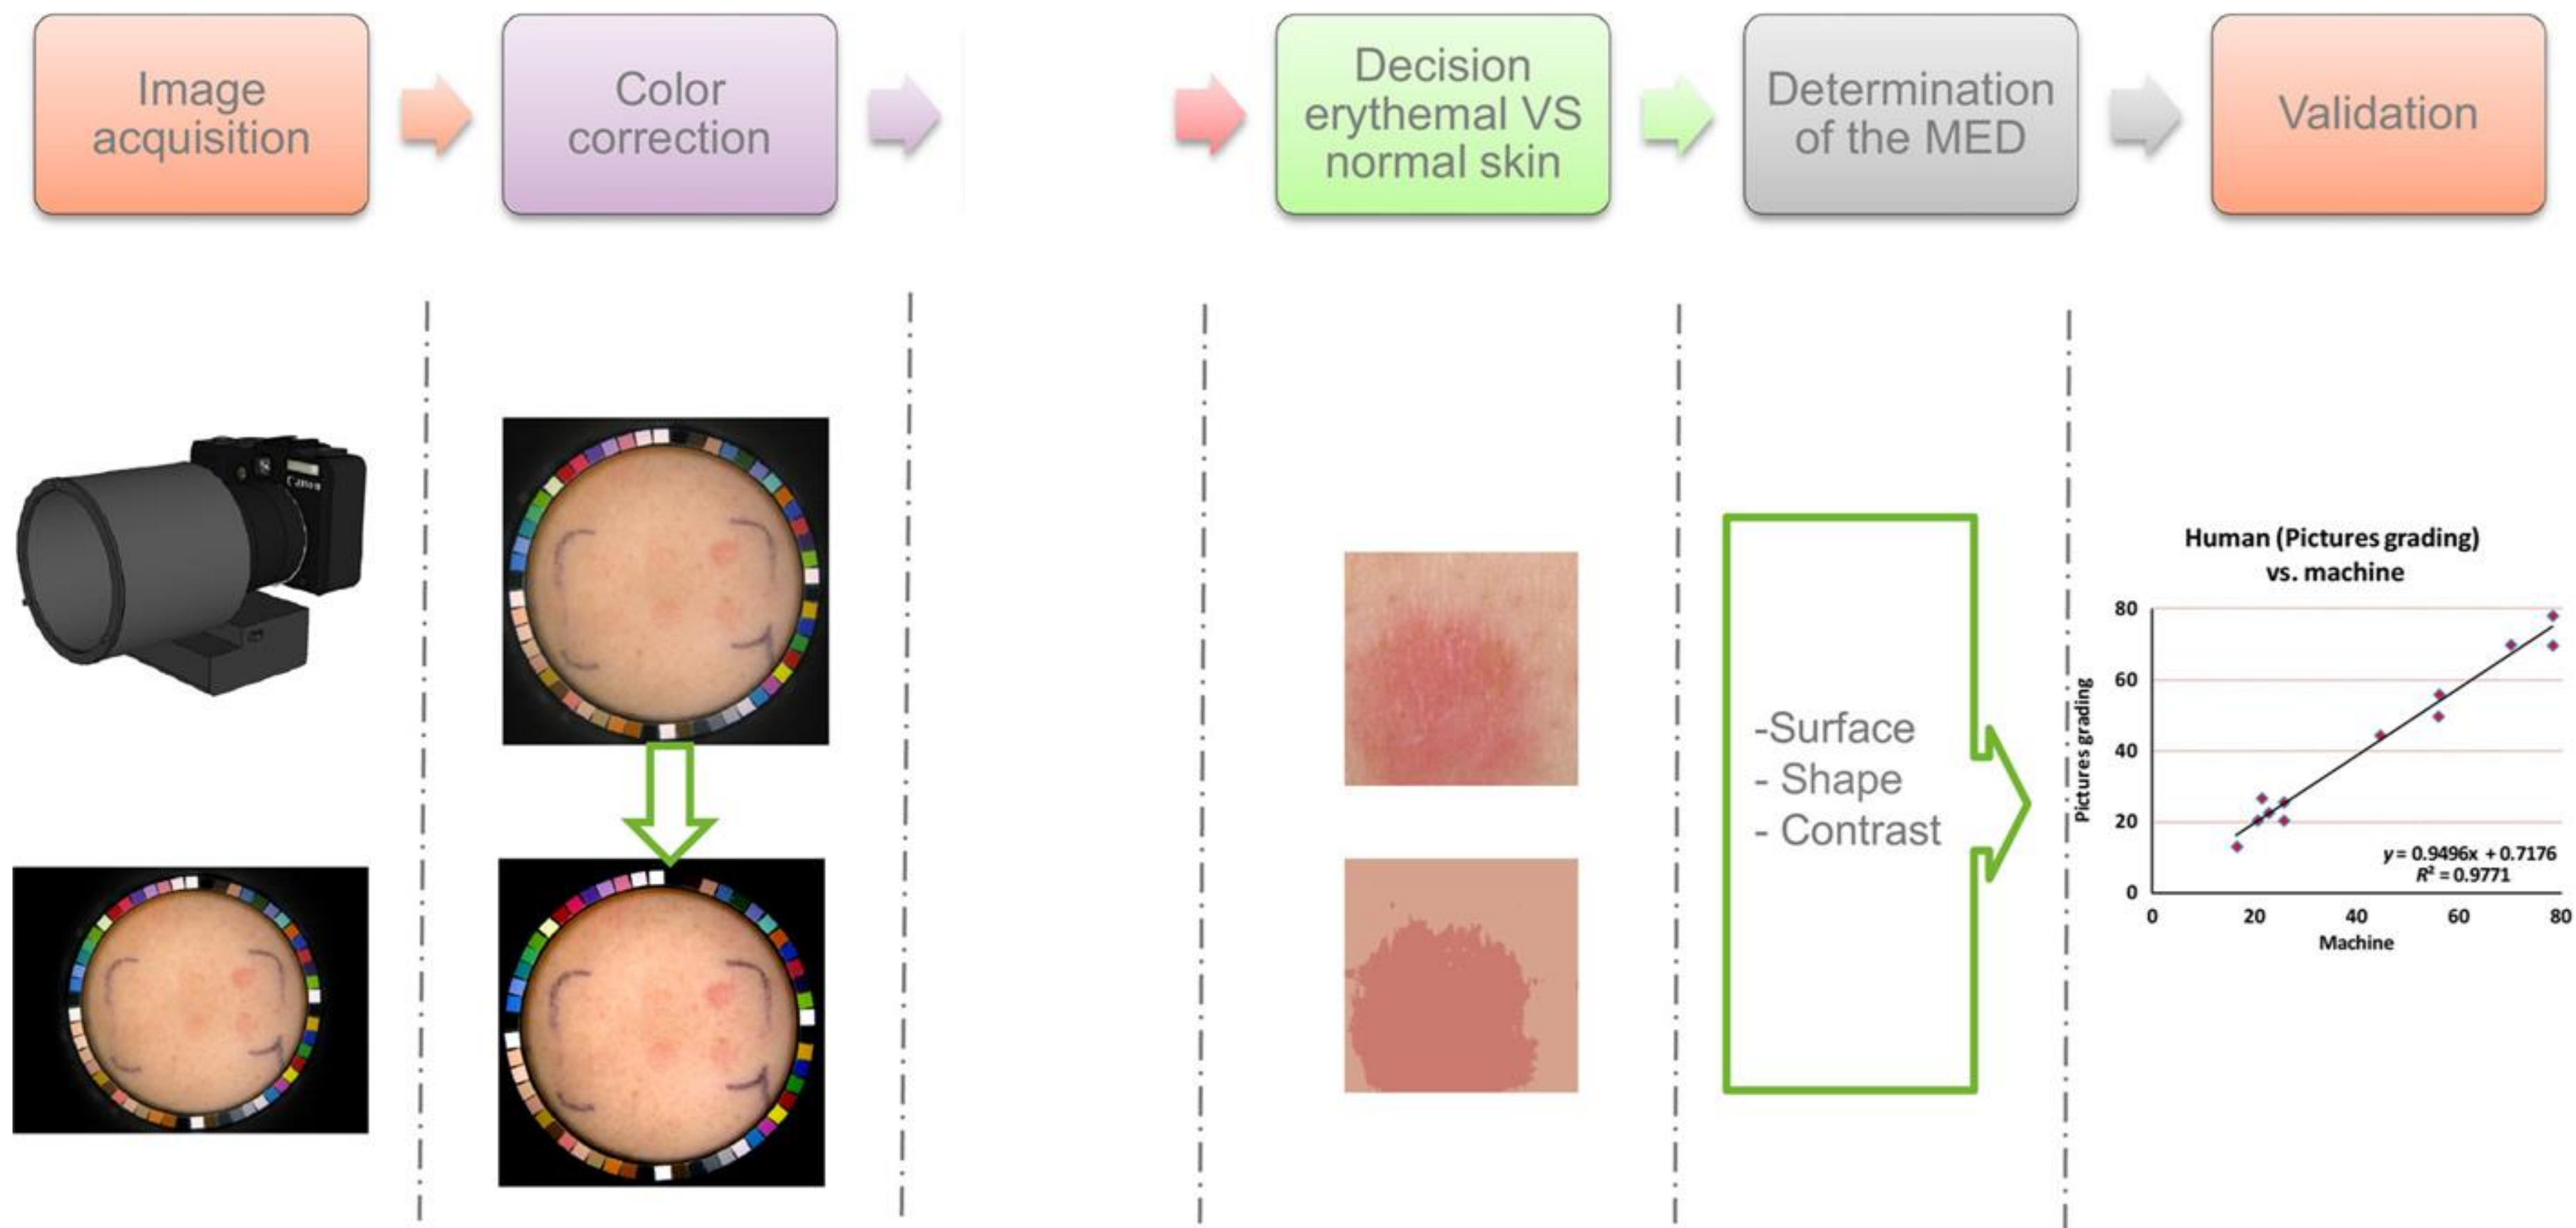 Image
acquisition
Color
correction
Decision
erythemal VS
normal skin
Determination
of the MED
Validation
Canon
-Surface
- Shape
- Contrast
Human (Pictures grading)
vs. machine
Pictures grading
80
60
40
20
0
y = 0.9496x + 0.7176
R² = 0.9771
0 20 40 60 80
Machine